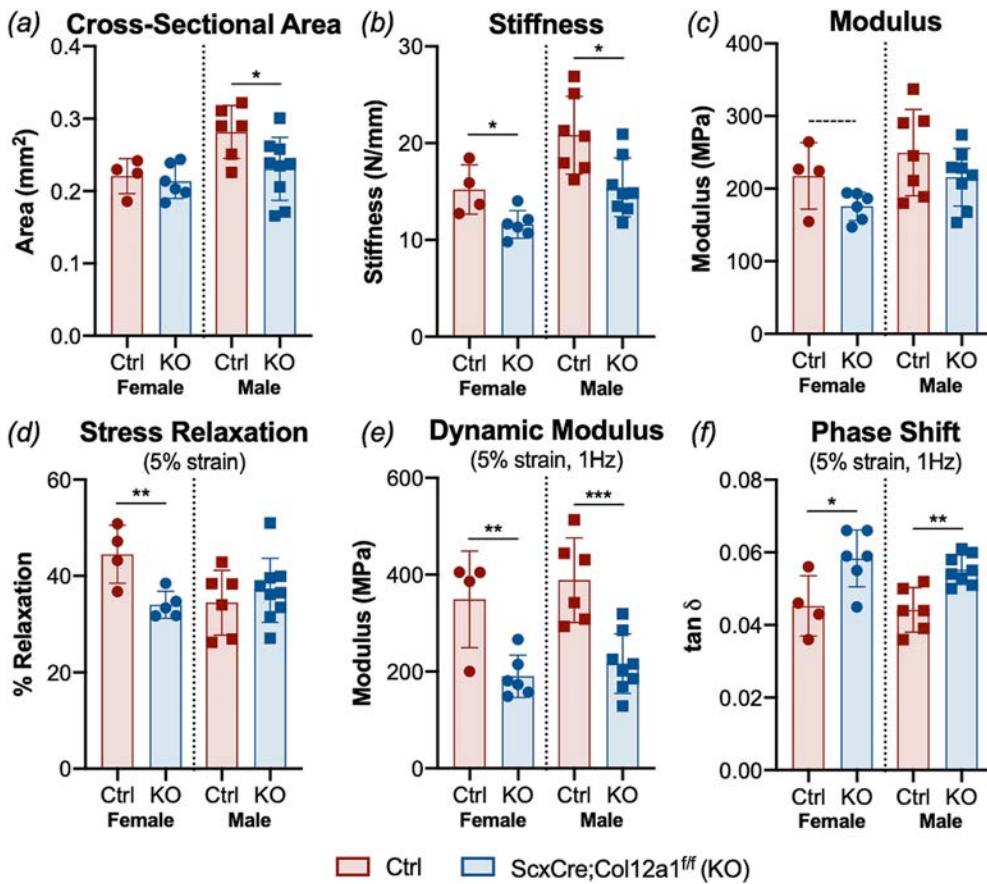 (a) Cross-Sectional Area
Area (mm²)
0.4
0.3
0.2
0.1
0.0
*
Ctrl KO Ctrl KO
Female Male
(b) Stiffness
Stiffness (N/mm)
30
20
10
0
* *
Ctrl KO Ctrl KO
Female Male
(c) Modulus
Modulus (MPa)
400
300
200
100
0
Ctrl KO Ctrl KO
Female Male
(d) Stress Relaxation
(5% strain)
% Relaxation
60
40
20
0
**
Ctrl KO Ctrl KO
Female Male
(e) Dynamic Modulus
(5% strain, 1Hz)
Modulus (MPa)
600
400
200
0
** ***
Ctrl KO Ctrl KO
Female Male
(f) Phase Shift
(5% strain, 1Hz)
tan δ
0.08
0.06
0.04
0.02
0.00
* **
Ctrl KO Ctrl KO
Female Male
Ctrl ScxCre;Col12a1f/f (KO)